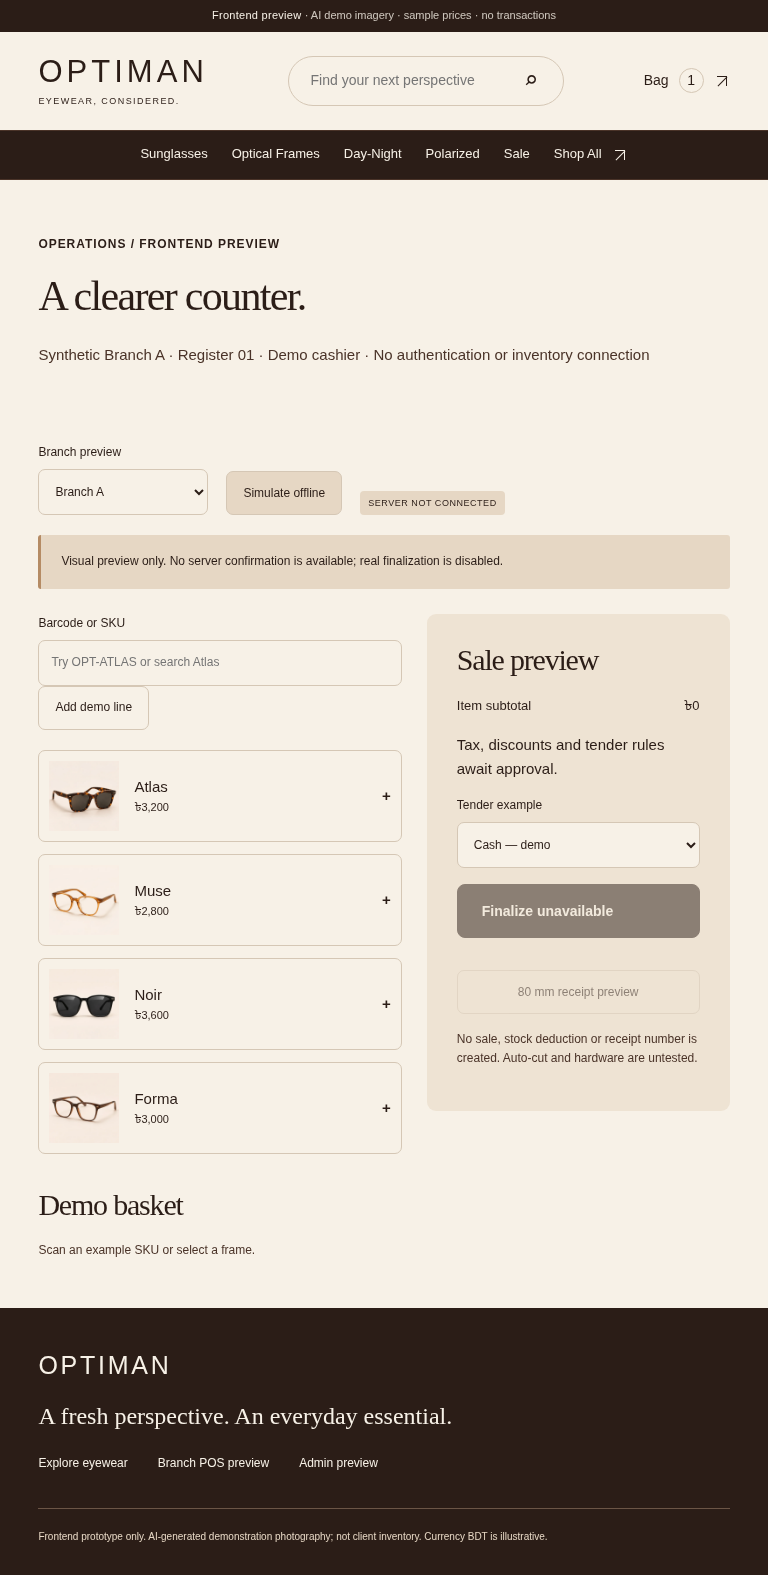 Frontend preview · AI demo imagery · sample prices · no transactions
OPTIMAN
EYEWEAR, CONSIDERED.
Find your next perspective
Bag 1
Sunglasses Optical Frames Day-Night Polarized Sale Shop All
OPERATIONS / FRONTEND PREVIEW
A clearer counter.
Synthetic Branch A · Register 01 · Demo cashier · No authentication or inventory connection
Branch preview
Branch A
Simulate offline
SERVER NOT CONNECTED
Visual preview only. No server confirmation is available; real finalization is disabled.
Barcode or SKU
Try OPT-ATLAS or search Atlas
Add demo line
Atlas
৳3,200
+
Muse
৳2,800
+
Noir
৳3,600
+
Forma
৳3,000
+
Sale preview
Item subtotal ৳0
Tax, discounts and tender rules
await approval.
Tender example
Cash — demo
Finalize unavailable
80 mm receipt preview
No sale, stock deduction or receipt number is
created. Auto-cut and hardware are untested.
Demo basket
Scan an example SKU or select a frame.
OPTIMAN
A fresh perspective. An everyday essential.
Explore eyewear Branch POS preview Admin preview
Frontend prototype only. AI-generated demonstration photography; not client inventory. Currency BDT is illustrative.